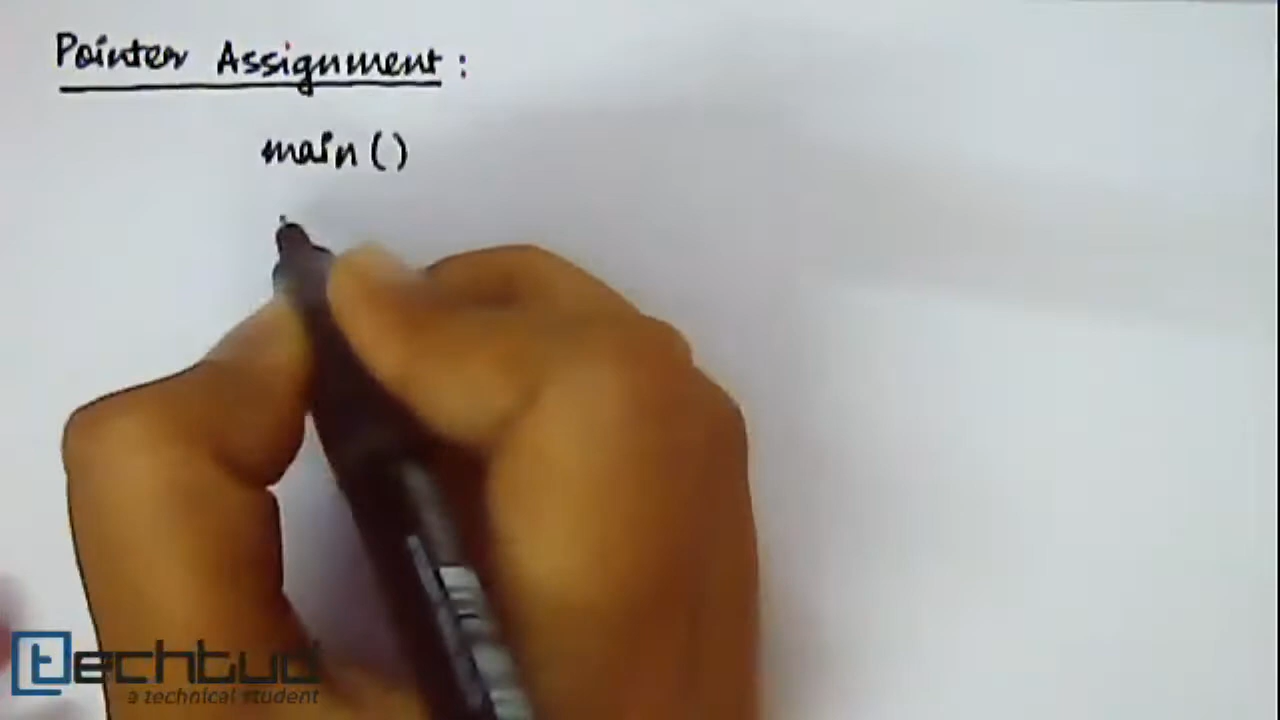 Pointer Assignment :
main ()
techtud
a technical student